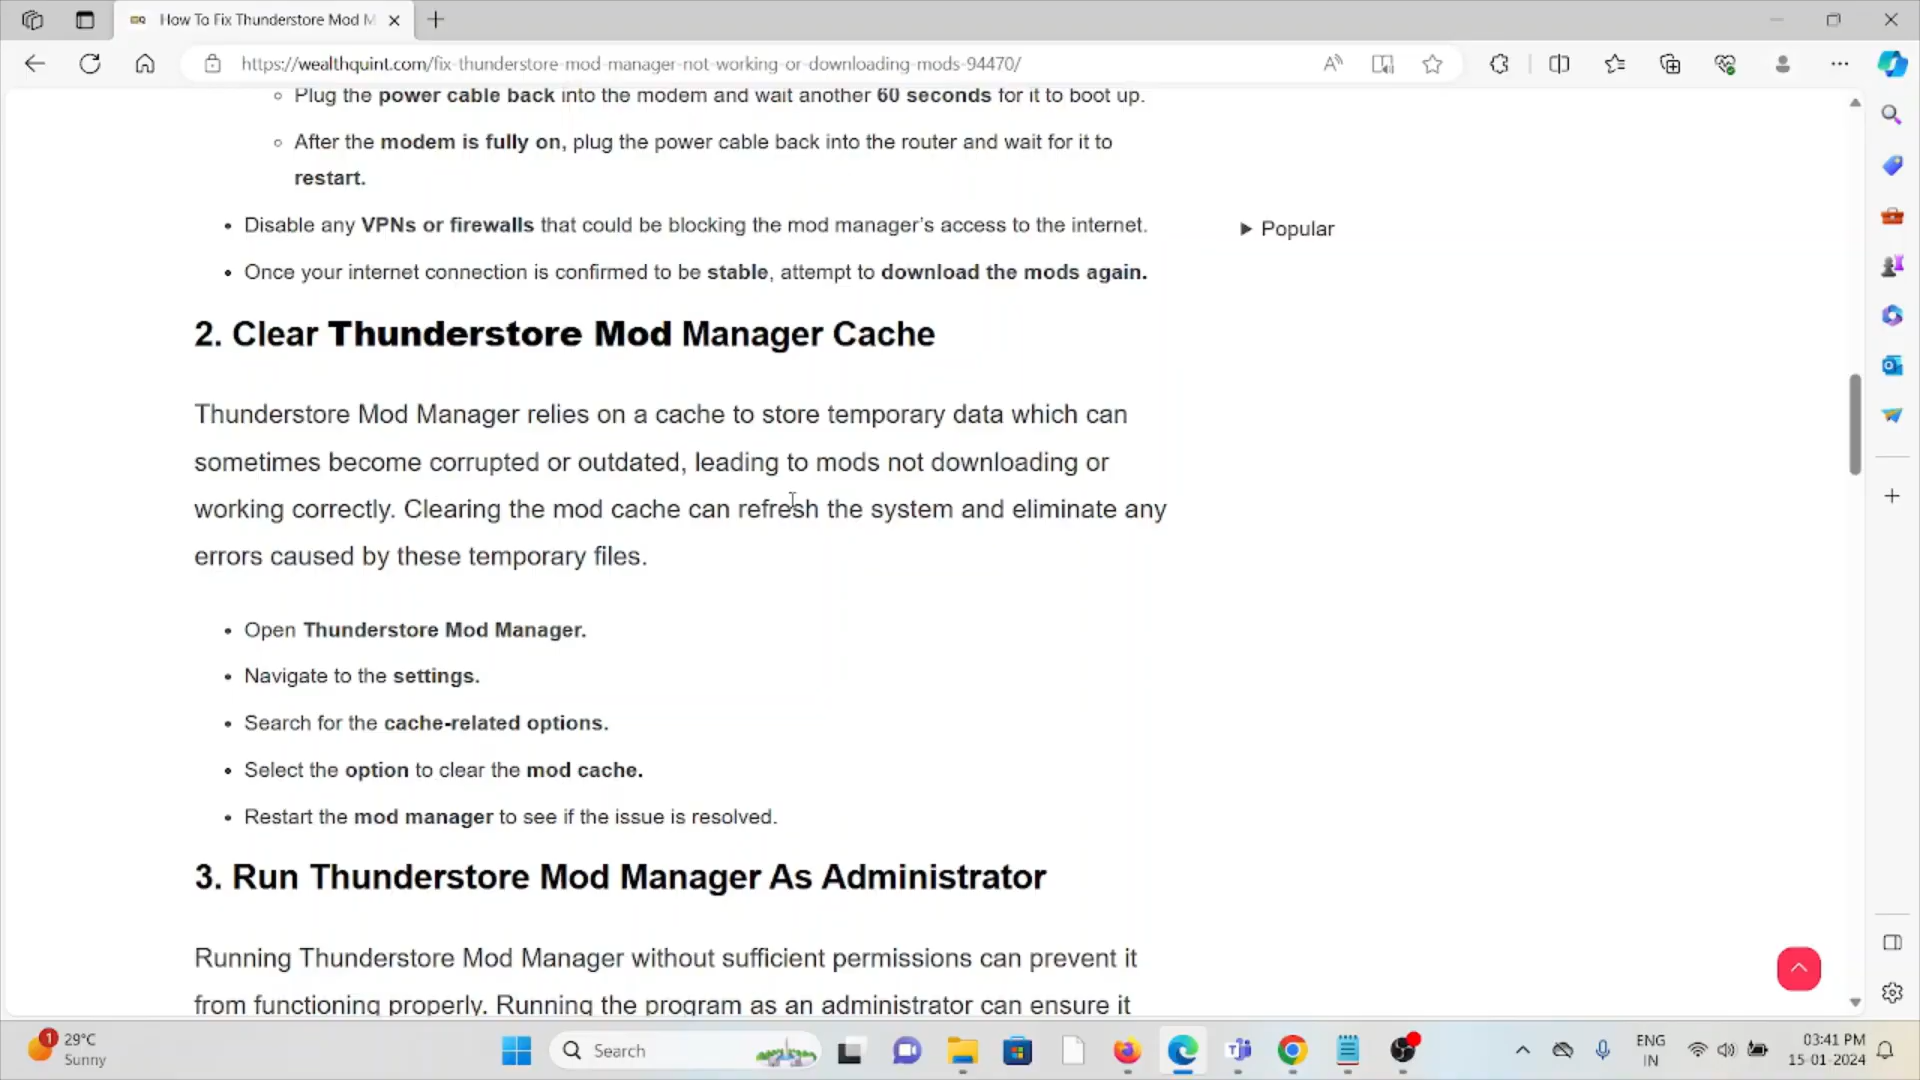 How To Fix Thunderstore Mod M
https://wealthquint.com/fix-thunderstore-mod-manager-not-working-or-downloading-mods-94470/
Plug the power cable back into the modem and wait another 60 seconds for it to boot up.
After the modem is fully on, plug the power cable back into the router and wait for it to
restart.
Disable any VPNs or firewalls that could be blocking the mod manager’s access to the internet.
Popular
Once your internet connection is confirmed to be stable, attempt to download the mods again.
2. Clear Thunderstore Mod Manager Cache
Thunderstore Mod Manager relies on a cache to store temporary data which can
sometimes become corrupted or outdated, leading to mods not downloading or
working correctly. Clearing the mod cache can refresh the system and eliminate any
errors caused by these temporary files.
Open Thunderstore Mod Manager.
Navigate to the settings.
Search for the cache-related options.
Select the option to clear the mod cache.
Restart the mod manager to see if the issue is resolved.
3. Run Thunderstore Mod Manager As Administrator
Running Thunderstore Mod Manager without sufficient permissions can prevent it
from functioning properly. Running the program as an administrator can ensure it
1
29°C
Sunny
Search
ENG
IN
03:41 PM
15-01-2024